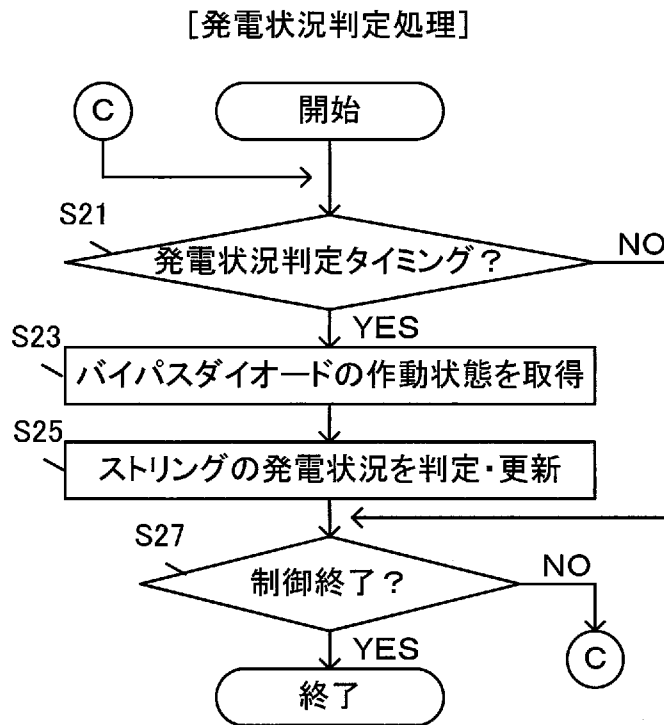 [発電状況判定処理]
C
開始
S21
発電状況判定タイミング？
NO
YES
S23
バイパスダイオードの作動状態を取得
S25
ストリングの発電状況を判定・更新
S27
制御終了？
NO
YES
C
終了